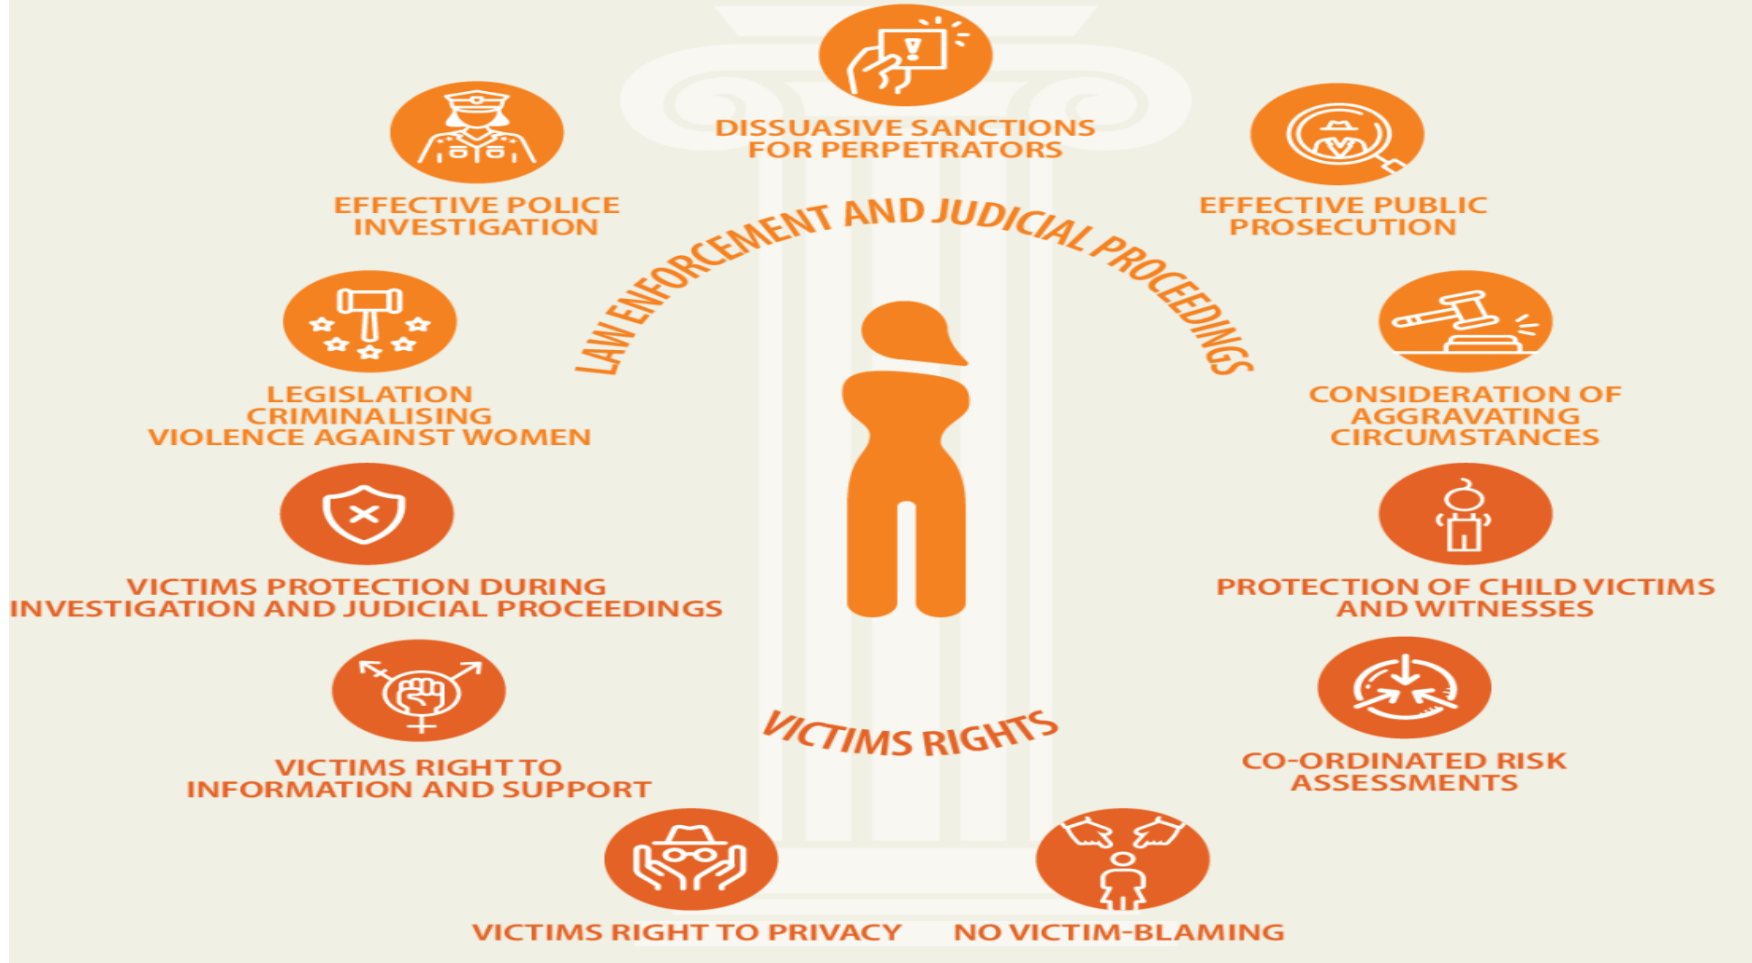 DISSUASIVE SANCTIONS
FOR PERPETRATORS
EFFECTIVE POLICE
INVESTIGATION
EFFECTIVE PUBLIC
PROSECUTION
LAW ENFORCEMENT AND JUDICIAL PROCEEDINGS
LEGISLATION
CRIMINALISING
VIOLENCE AGAINST WOMEN
CONSIDERATION OF
AGGRAVATING
CIRCUMSTANCES
VICTIMS PROTECTION DURING
INVESTIGATION AND JUDICIAL PROCEEDINGS
PROTECTION OF CHILD VICTIMS
AND WITNESSES
VICTIMS RIGHTS
VICTIMS RIGHT TO
INFORMATION AND SUPPORT
CO-ORDINATED RISK
ASSESSMENTS
VICTIMS RIGHT TO PRIVACY
NO VICTIM-BLAMING